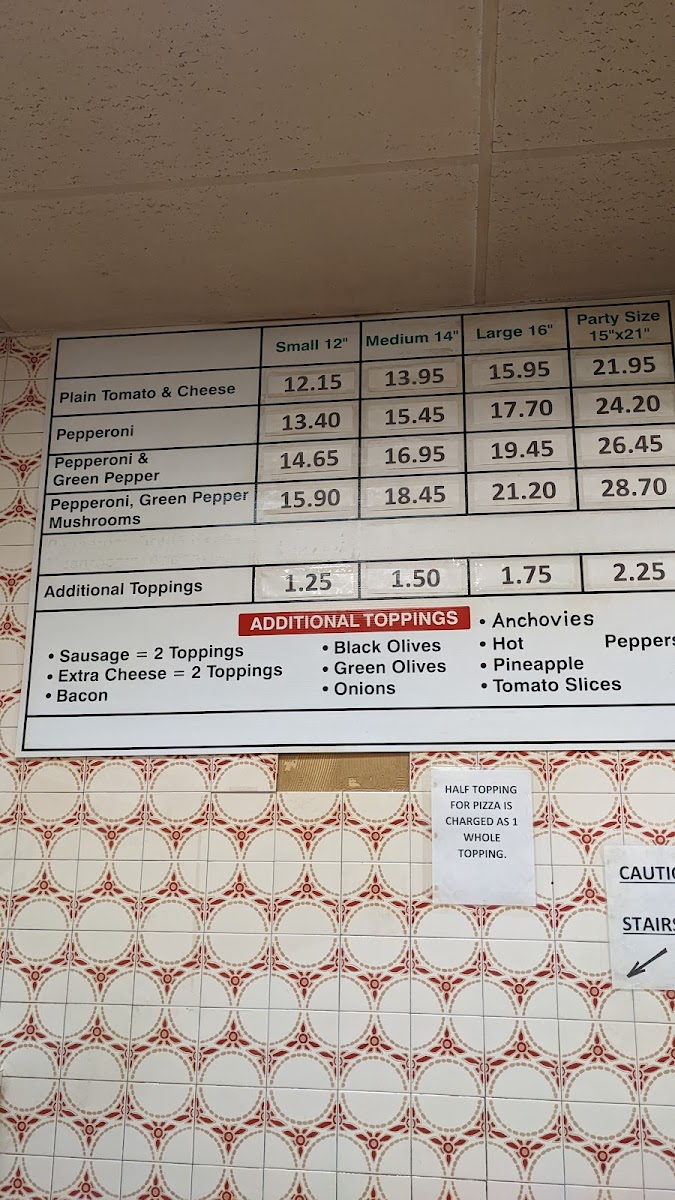 Small 12" Medium 14" Large 16" Party Size 15"x21"
Plain Tomato & Cheese 12.15 13.95 15.95 21.95
Pepperoni 13.40 15.45 17.70 24.20
Pepperoni &
Green Pepper 14.65 16.95 19.45 26.45
Pepperoni, Green Pepper
Mushrooms 15.90 18.45 21.20 28.70
Additional Toppings 1.25 1.50 1.75 2.25
ADDITIONAL TOPPINGS
• Sausage = 2 Toppings
• Extra Cheese = 2 Toppings
• Bacon
• Black Olives
• Green Olives
• Onions
• Anchovies
• Hot Peppers
• Pineapple
• Tomato Slices
HALF TOPPING
FOR PIZZA IS
CHARGED AS 1
WHOLE
TOPPING.
CAUTIO
STAIRS